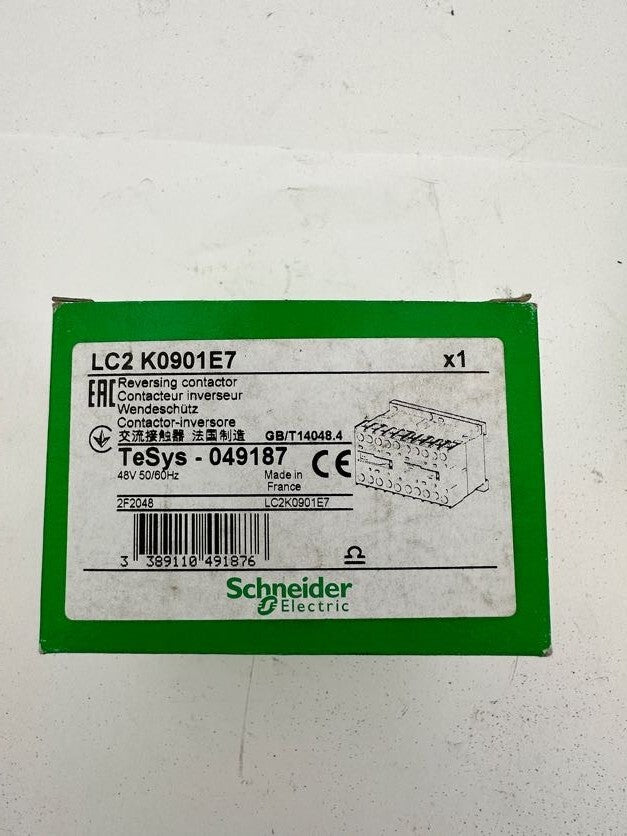 LC2 K0901E7 x1
EAC Reversing contactor
Contacteur inverseur
Wendeschütz
Contactor-inversore
交流接触器 法国制造 GB/T14048.4
TeSys - 049187 CE
48V 50/60Hz Made in
France
2F2048 LC2K0901E7
3 389110 491876
Schneider
Electric